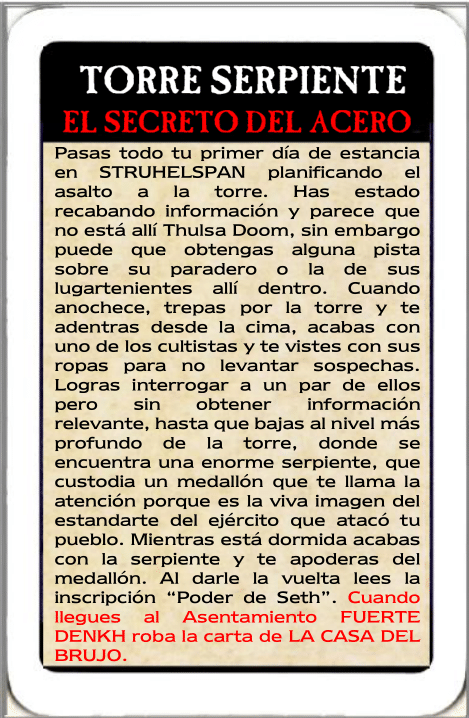 TORRE SERPIENTE
EL SECRETO DEL ACERO
Pasas todo tu primer día de estancia
en STRUHELSPAN planificando el
asalto a la torre. Has estado
recabando información y parece que
no está allí Thulsa Doom, sin embargo
puede que obtengas alguna pista
sobre su paradero o la de sus
lugartenientes allí dentro. Cuando
anochece, trepas por la torre y te
adentras desde la cima, acabas con
uno de los cultistas y te vistes con sus
ropas para no levantar sospechas.
Logras interrogar a un par de ellos
pero sin obtener información
relevante, hasta que bajas al nivel más
profundo de la torre, donde se
encuentra una enorme serpiente, que
custodia un medallón que te llama la
atención porque es la viva imagen del
estandarte del ejército que atacó tu
pueblo. Mientras está dormida acabas
con la serpiente y te apoderas del
medallón. Al darle la vuelta lees la
inscripción “Poder de Seth”. Cuando
llegues al Asentamiento FUERTE
DENKH roba la carta de LA CASA DEL
BRUJO.